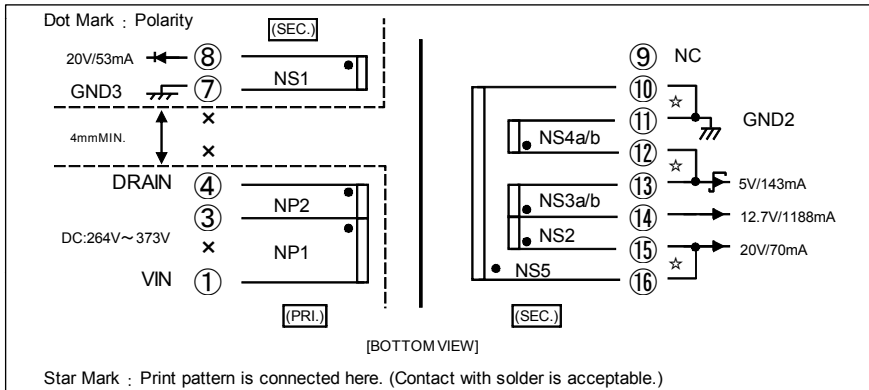 Dot Mark : Polarity
(SEC.)
20V/53mA ⑧
NS1
GND3 ⑦
4mmMIN.
DRAIN ④
NP2
③
DC:264V~373V
NP1
VIN ①
(PRI.)
⑨ NC
⑩
☆
⑪ GND2
NS4a/b
⑫
☆
⑬ 5V/143mA
NS3a/b
⑭ 12.7V/1188mA
NS2
⑮ 20V/70mA
☆
NS5
⑯
(SEC.)
[BOTTOM VIEW]
Star Mark : Print pattern is connected here. (Contact with solder is acceptable.)